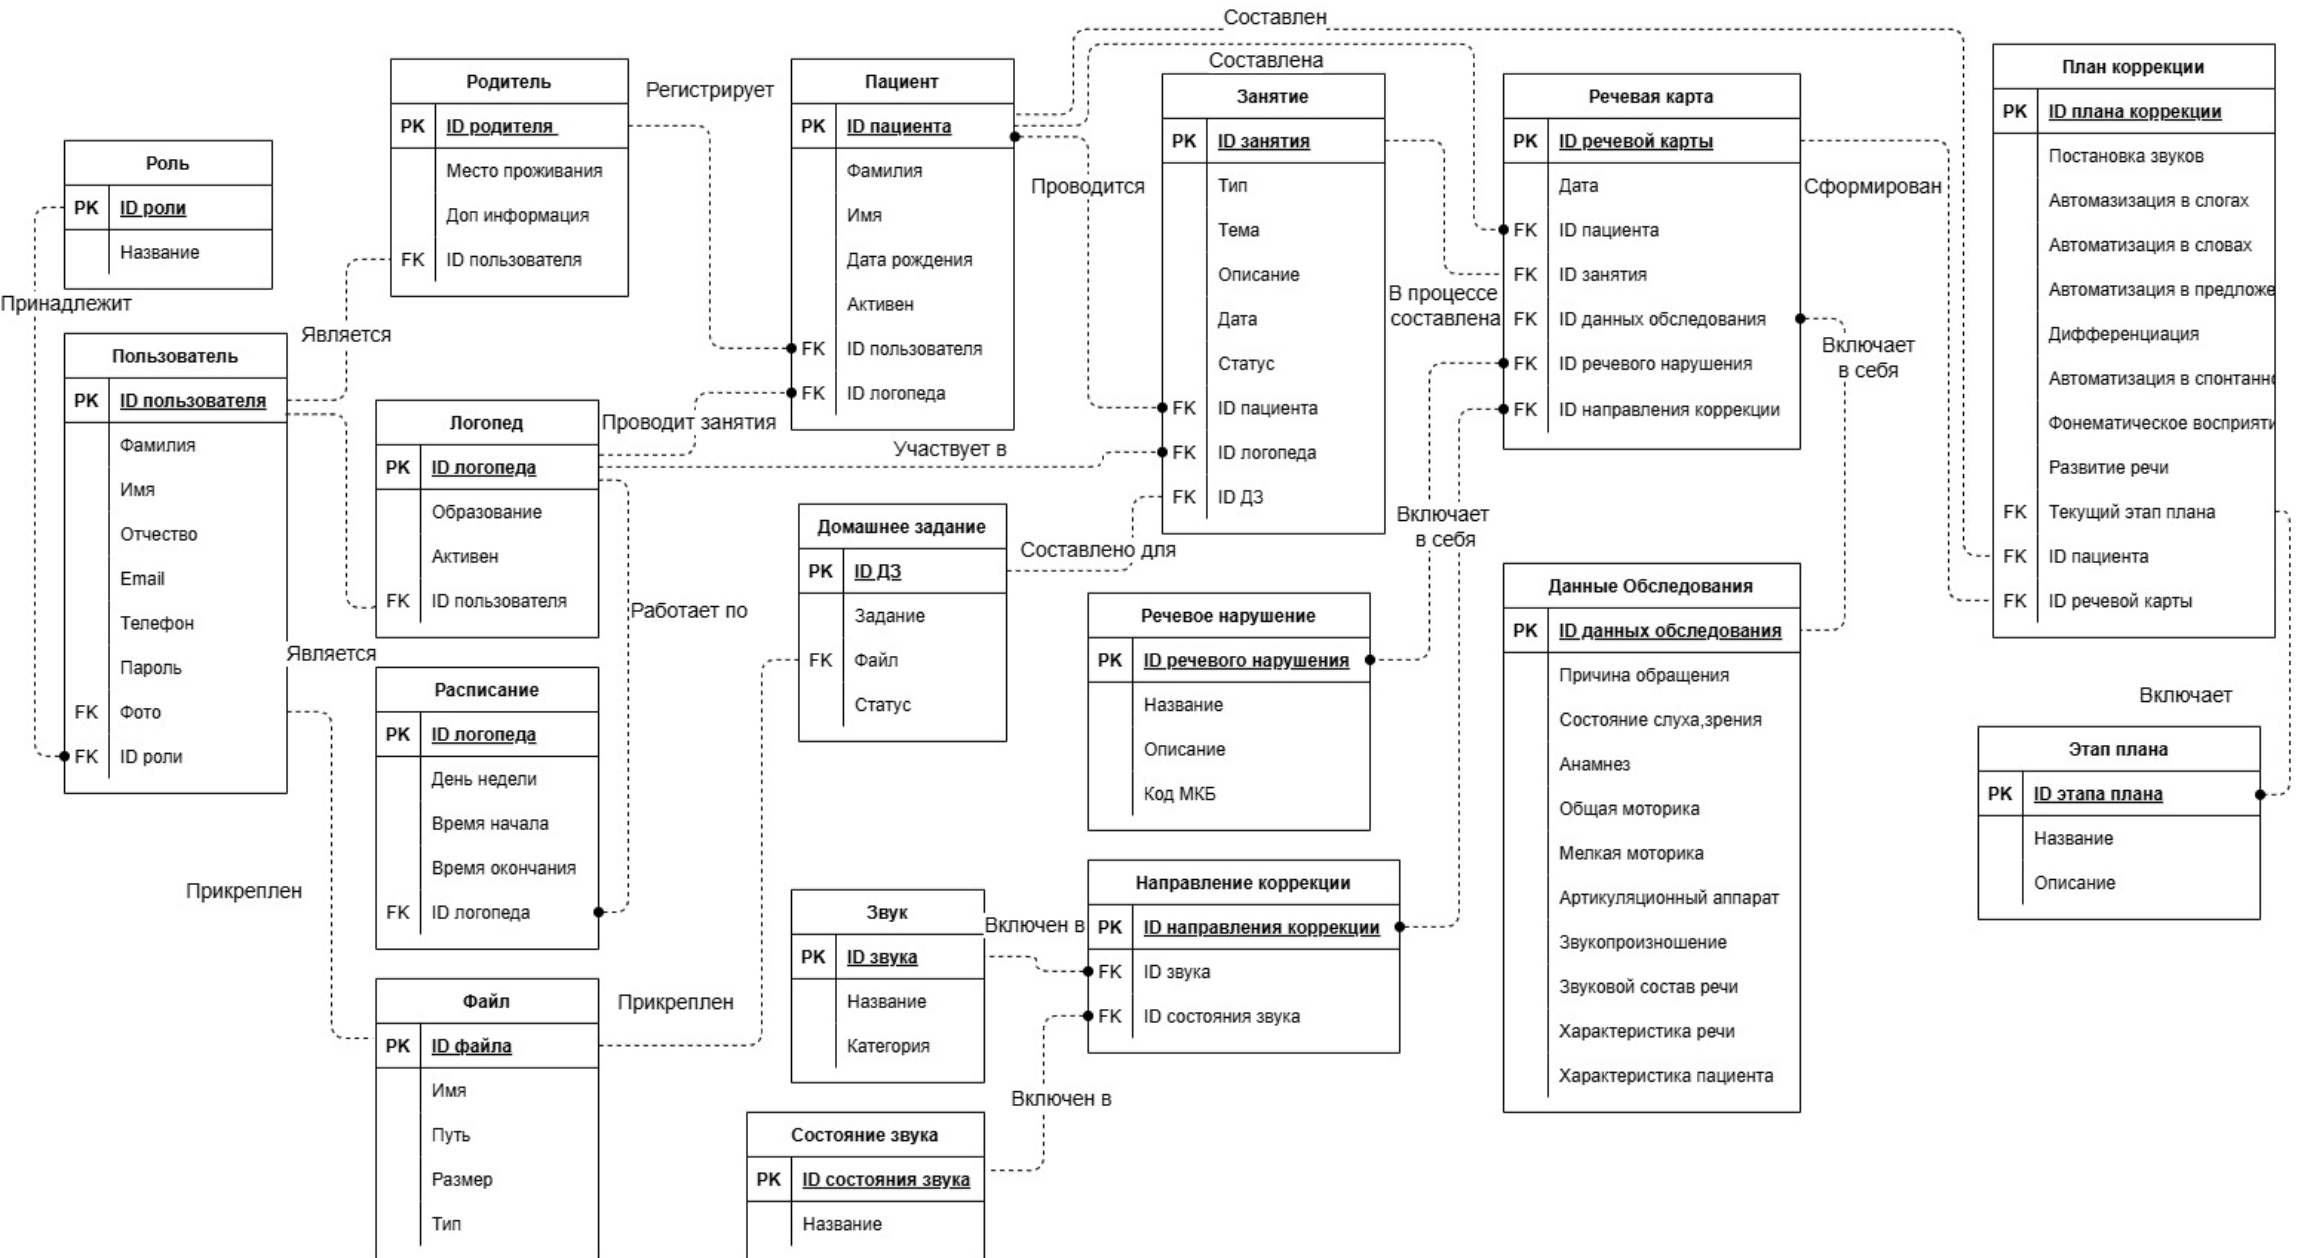 Составлен
Составлена
Регистрирует
Роль
PK ID роли
Название
Принадлежит
Пользователь
PK ID пользователя
Фамилия
Имя
Отчество
Email
Телефон
Пароль
FK Фото
FK ID роли
Является
Является
Родитель
PK ID родителя
Место проживания
Доп информация
FK ID пользователя
Логопед
PK ID логопеда
Образование
Активен
FK ID пользователя
Проводит занятия
Работает по
Расписание
PK ID логопеда
День недели
Время начала
Время окончания
FK ID логопеда
Прикреплен
Файл
PK ID файла
Имя
Путь
Размер
Тип
Прикреплен
Пациент
PK ID пациента
Фамилия
Имя
Дата рождения
Активен
FK ID пользователя
FK ID логопеда
Участвует в
Проводится
Домашнее задание
PK ID ДЗ
Задание
FK Файл
Статус
Составлено для
Занятие
PK ID занятия
Тип
Тема
Описание
Дата
Статус
FK ID пациента
FK ID логопеда
FK ID ДЗ
В процессе
составлена
Включает
в себя
Речевое нарушение
PK ID речевого нарушения
Название
Описание
Код МКБ
Звук
PK ID звука
Название
Категория
Включен в
Направление коррекции
PK ID направления коррекции
FK ID звука
FK ID состояния звука
Включен в
Состояние звука
PK ID состояния звука
Название
Речевая карта
PK ID речевой карты
Дата
FK ID пациента
FK ID занятия
FK ID данных обследования
FK ID речевого нарушения
FK ID направления коррекции
Сформирован
Включает
в себя
Данные Обследования
PK ID данных обследования
Причина обращения
Состояние слуха,зрения
Анамнез
Общая моторика
Мелкая моторика
Артикуляционный аппарат
Звукопроизношение
Звуковой состав речи
Характеристика речи
Характеристика пациента
План коррекции
PK ID плана коррекции
Постановка звуков
Автомазизация в слогах
Автоматизация в словах
Автоматизация в предложе
Дифференциация
Автоматизация в спонтанн
Фонематическое восприяти
Развитие речи
FK Текущий этап плана
FK ID пациента
FK ID речевой карты
Включает
Этап плана
PK ID этапа плана
Название
Описание